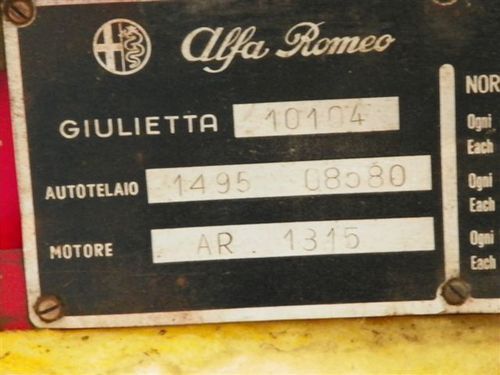 Alfa Romeo
GIULIETTA 10104
AUTOTELAIO 1495 08580
MOTORE AR. 1315
NOR
Ogni
Each
Ogni
Each
Ogni
Each